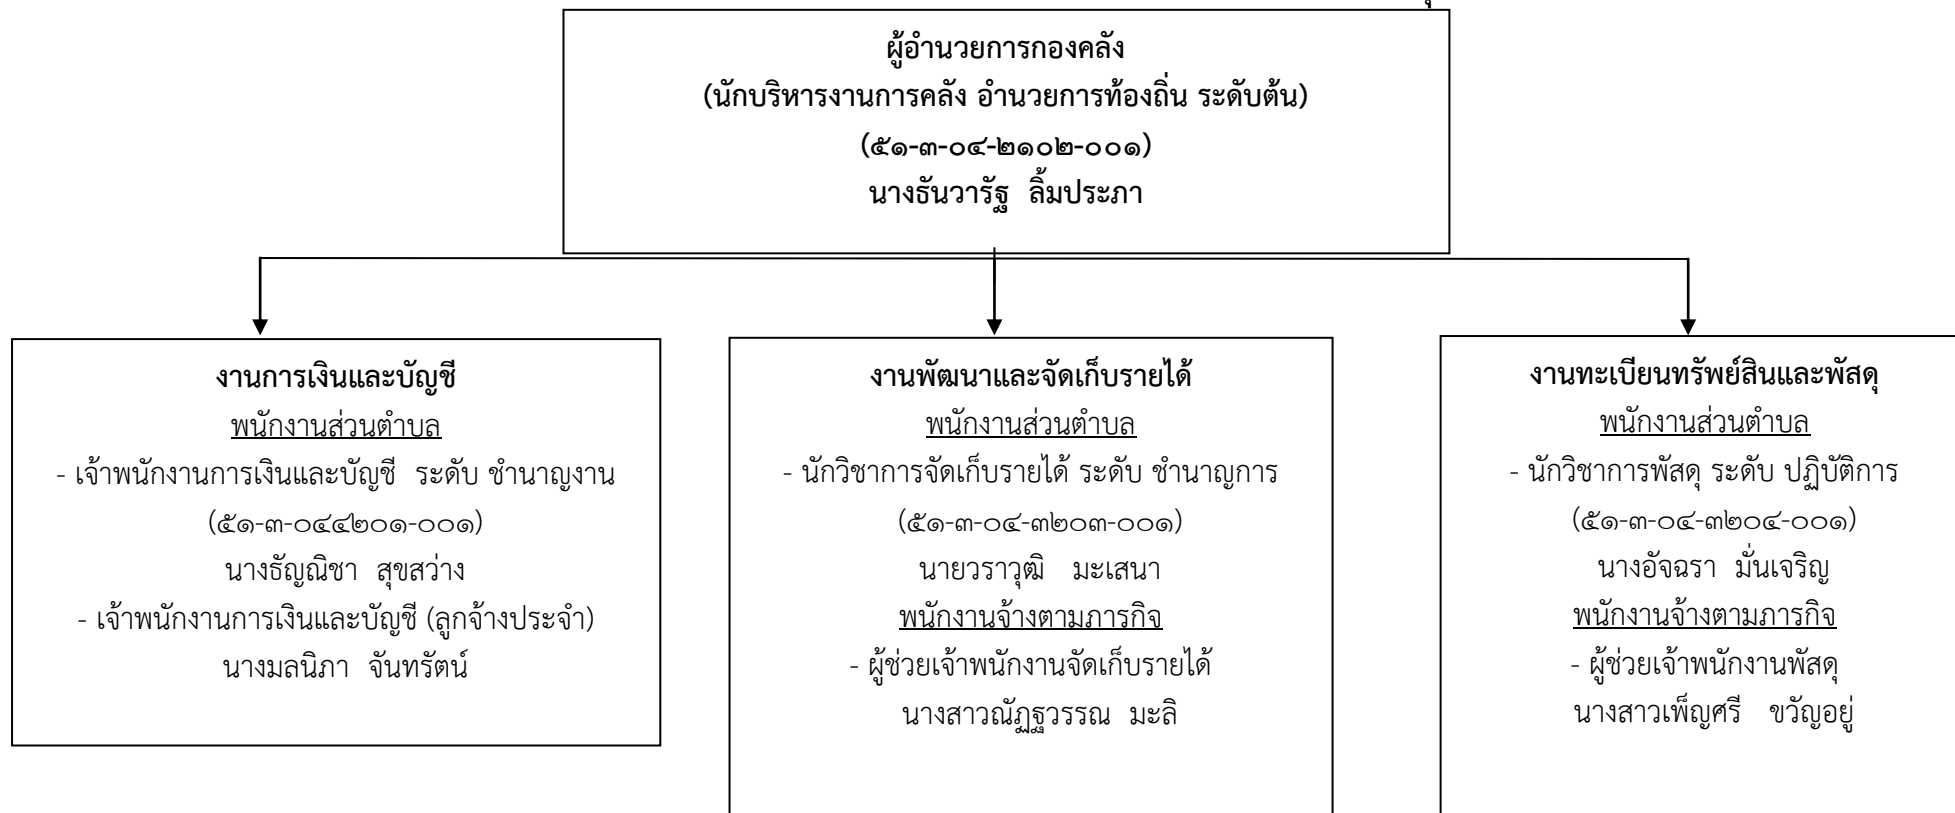 ผู้อำนวยการกองคลัง
(นักบริหารงานการคลัง อำนวยการท้องถิ่น ระดับต้น)
(๕๑-๓-๐๔-๒๑๐๒-๐๐๑)
นางธันวารัฐ ลิ้มประภา
งานการเงินและบัญชี
พนักงานส่วนตำบล
- เจ้าพนักงานการเงินและบัญชี ระดับ ชำนาญงาน
(๕๑-๓-๐๔๔๒๐๑-๐๐๑)
นางธัญณิชา สุขสว่าง
- เจ้าพนักงานการเงินและบัญชี (ลูกจ้างประจำ)
นางมลนิภา จันทรัตน์
งานพัฒนาและจัดเก็บรายได้
พนักงานส่วนตำบล
- นักวิชาการจัดเก็บรายได้ ระดับ ชำนาญการ
(๕๑-๓-๐๔-๓๒๐๓-๐๐๑)
นายวราวุฒิ มะเสนา
พนักงานจ้างตามภารกิจ
- ผู้ช่วยเจ้าพนักงานจัดเก็บรายได้
นางสาวณัฏฐวรรณ มะลิ
งานทะเบียนทรัพย์สินและพัสดุ
พนักงานส่วนตำบล
- นักวิชาการพัสดุ ระดับ ปฏิบัติการ
(๕๑-๓-๐๔-๓๒๐๔-๐๐๑)
นางอัจฉรา มั่นเจริญ
พนักงานจ้างตามภารกิจ
- ผู้ช่วยเจ้าพนักงานพัสดุ
นางสาวเพ็ญศรี ขวัญอยู่